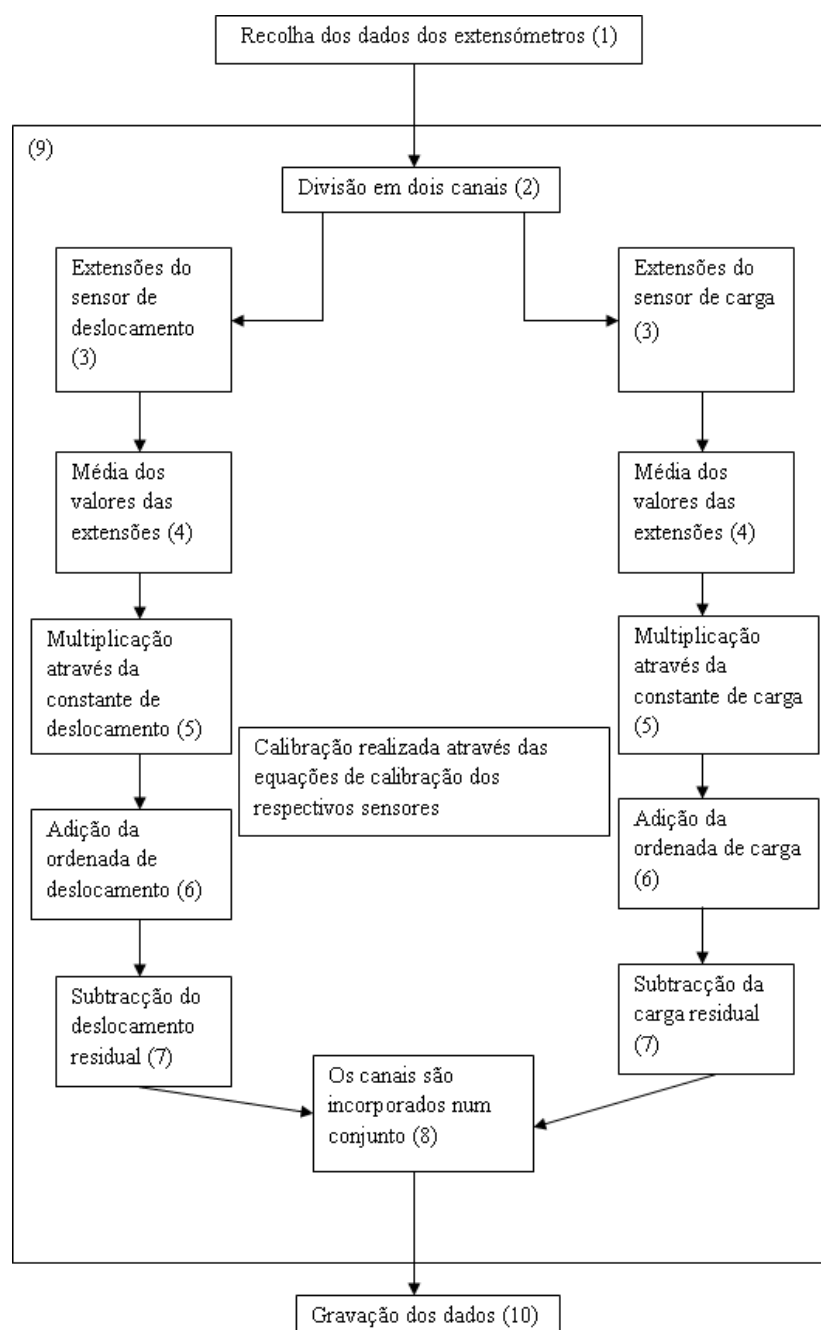 Recolha dos dados dos extensómetros (1)
(9)
Divisão em dois canais (2)
Extensões do
sensor de
deslocamento
(3)
Extensões do
sensor de carga
(3)
Média dos
valores das
extensões (4)
Média dos
valores das
extensões (4)
Multiplicação
através da
constante de
deslocamento (5)
Multiplicação
através da
constante de carga
(5)
Calibração realizada através das
equações de calibração dos
respectivos sensores
Adição da
ordenada de
deslocamento (6)
Adição da
ordenada de carga
(6)
Subtracção do
deslocamento
residual (7)
Subtracção da
carga residual
(7)
Os canais são
incorporados num
conjunto (8)
Gravação dos dados (10)